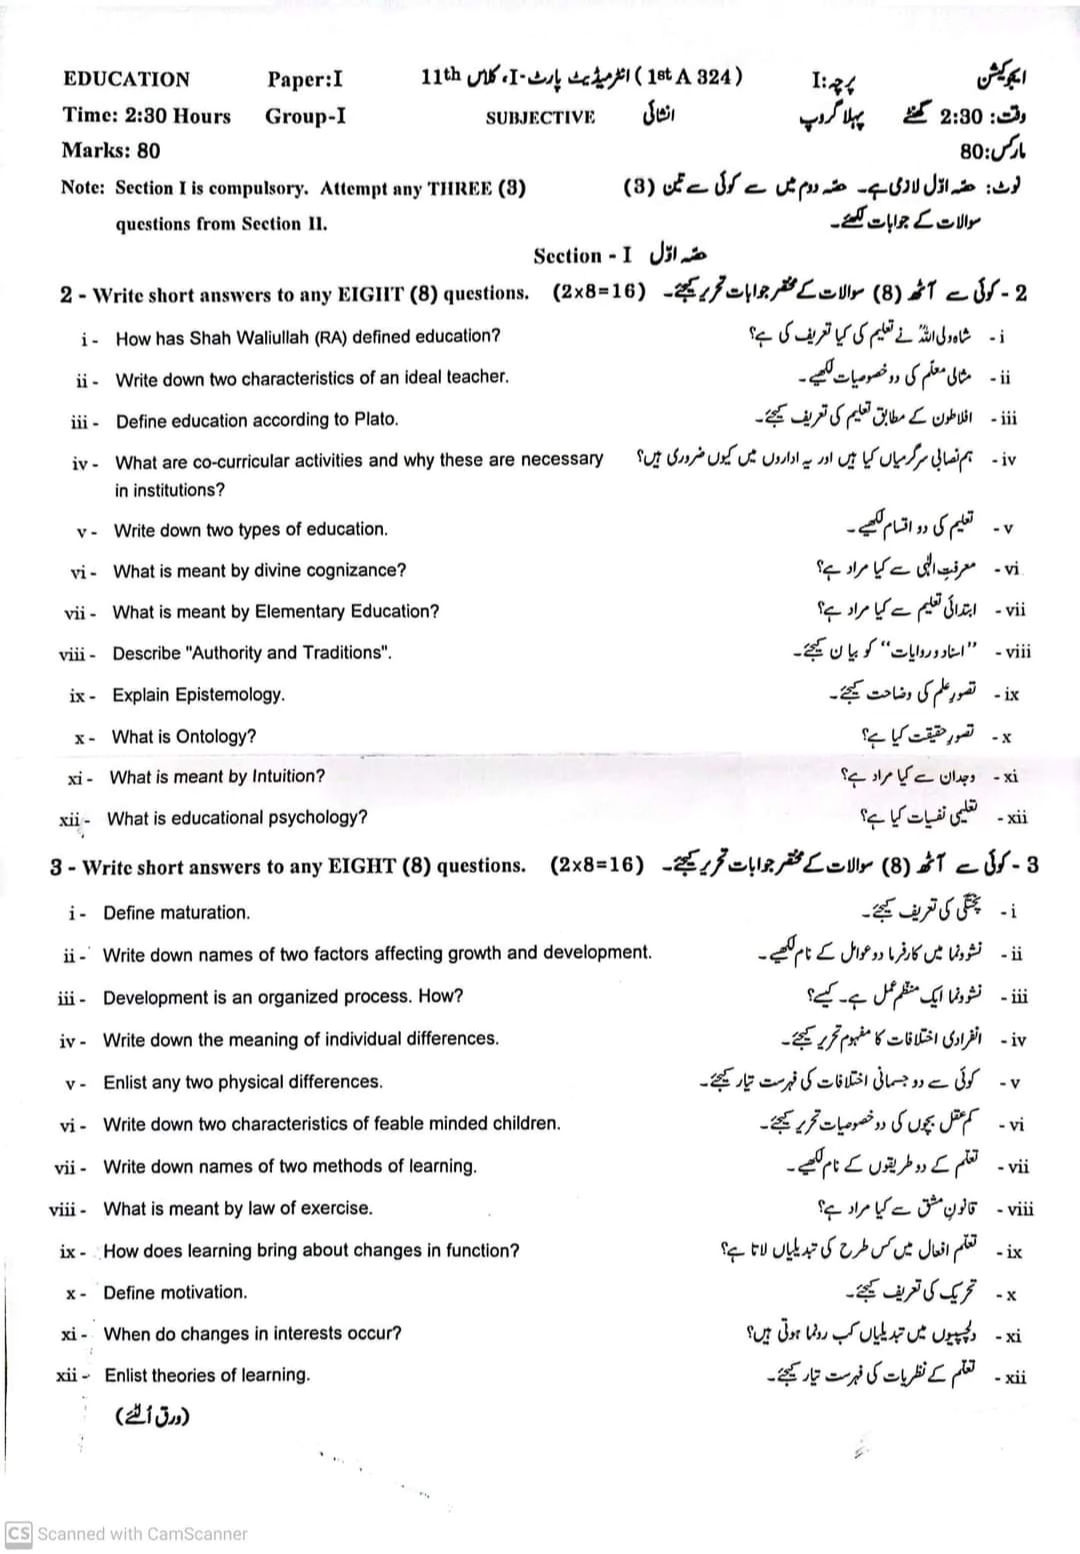 EDUCATION Paper:I انٹرمیڈیٹ پارٹ-I، کلاس 11th (1st A 324) پرچہ:I ایجوکیشن
Time: 2:30 Hours Group-I SUBJECTIVE انشائی پہلا گروپ وقت: 2:30 گھنٹے
Marks: 80 مارکس:80
Note: Section I is compulsory. Attempt any THREE (3) نوٹ: حصہ اوّل لازمی ہے۔ حصہ دوم میں سے کوئی سے تین (3)
questions from Section II. سوالات کے جوابات لکھئے۔
Section - I حصہ اوّل
2 - Write short answers to any EIGHT (8) questions. (2x8=16) 2 - کوئی سے آٹھ (8) سوالات کے مختصر جوابات تحریر کیجئے۔
i - How has Shah Waliullah (RA) defined education? i - شاہ ولی اللہؒ نے تعلیم کی کیا تعریف کی ہے؟
ii - Write down two characteristics of an ideal teacher. ii - مثالی معلم کی دو خصوصیات لکھیے۔
iii - Define education according to Plato. iii - افلاطون کے مطابق تعلیم کی تعریف کیجئے۔
iv - What are co-curricular activities and why these are necessary iv - ہم نصابی سرگرمیاں کیا ہیں اور یہ اداروں میں کیوں ضروری ہیں؟
in institutions?
v - Write down two types of education. v - تعلیم کی دو اقسام لکھیے۔
vi - What is meant by divine cognizance? vi - معرفتِ الٰہی سے کیا مراد ہے؟
vii - What is meant by Elementary Education? vii - ابتدائی تعلیم سے کیا مراد ہے؟
viii - Describe "Authority and Traditions". viii - "اسناد و روایات" کو بیان کیجئے۔
ix - Explain Epistemology. ix - تصورِ علم کی وضاحت کیجئے۔
x - What is Ontology? x - تصورِ حقیقت کیا ہے؟
xi - What is meant by Intuition? xi - وجدان سے کیا مراد ہے؟
xii - What is educational psychology? xii - تعلیمی نفسیات کیا ہے؟
3 - Write short answers to any EIGHT (8) questions. (2x8=16) 3 - کوئی سے آٹھ (8) سوالات کے مختصر جوابات تحریر کیجئے۔
i - Define maturation. i - پختگی کی تعریف کیجئے۔
ii - Write down names of two factors affecting growth and development. ii - نشوونما میں کارفرما دو عوامل کے نام لکھیے۔
iii - Development is an organized process. How? iii - نشوونما ایک منظم عمل ہے۔ کیسے؟
iv - Write down the meaning of individual differences. iv - انفرادی اختلافات کا مفہوم تحریر کیجئے۔
v - Enlist any two physical differences. v - کوئی سے دو جسمانی اختلافات کی فہرست تیار کیجئے۔
vi - Write down two characteristics of feable minded children. vi - کم عقل بچوں کی دو خصوصیات تحریر کیجئے۔
vii - Write down names of two methods of learning. vii - تعلم کے دو طریقوں کے نام لکھیے۔
viii - What is meant by law of exercise. viii - قانونِ مشق سے کیا مراد ہے؟
ix - How does learning bring about changes in function? ix - تعلم افعال میں کس طرح کی تبدیلیاں لاتا ہے؟
x - Define motivation. x - تحریک کی تعریف کیجئے۔
xi - When do changes in interests occur? xi - دلچسپیوں میں تبدیلیاں کب رونما ہوتی ہیں؟
xii - Enlist theories of learning. xii - تعلم کے نظریات کی فہرست تیار کیجئے۔
(ورق اُلٹئے)
CS Scanned with CamScanner